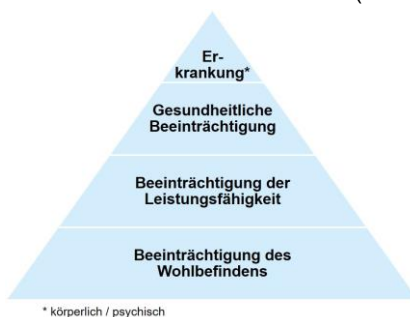 (
Er-
krankung*
Gesundheitliche
Beeinträchtigung
Beeinträchtigung der
Leistungsfähigkeit
Beeinträchtigung des
Wohlbefindens
* körperlich / psychisch